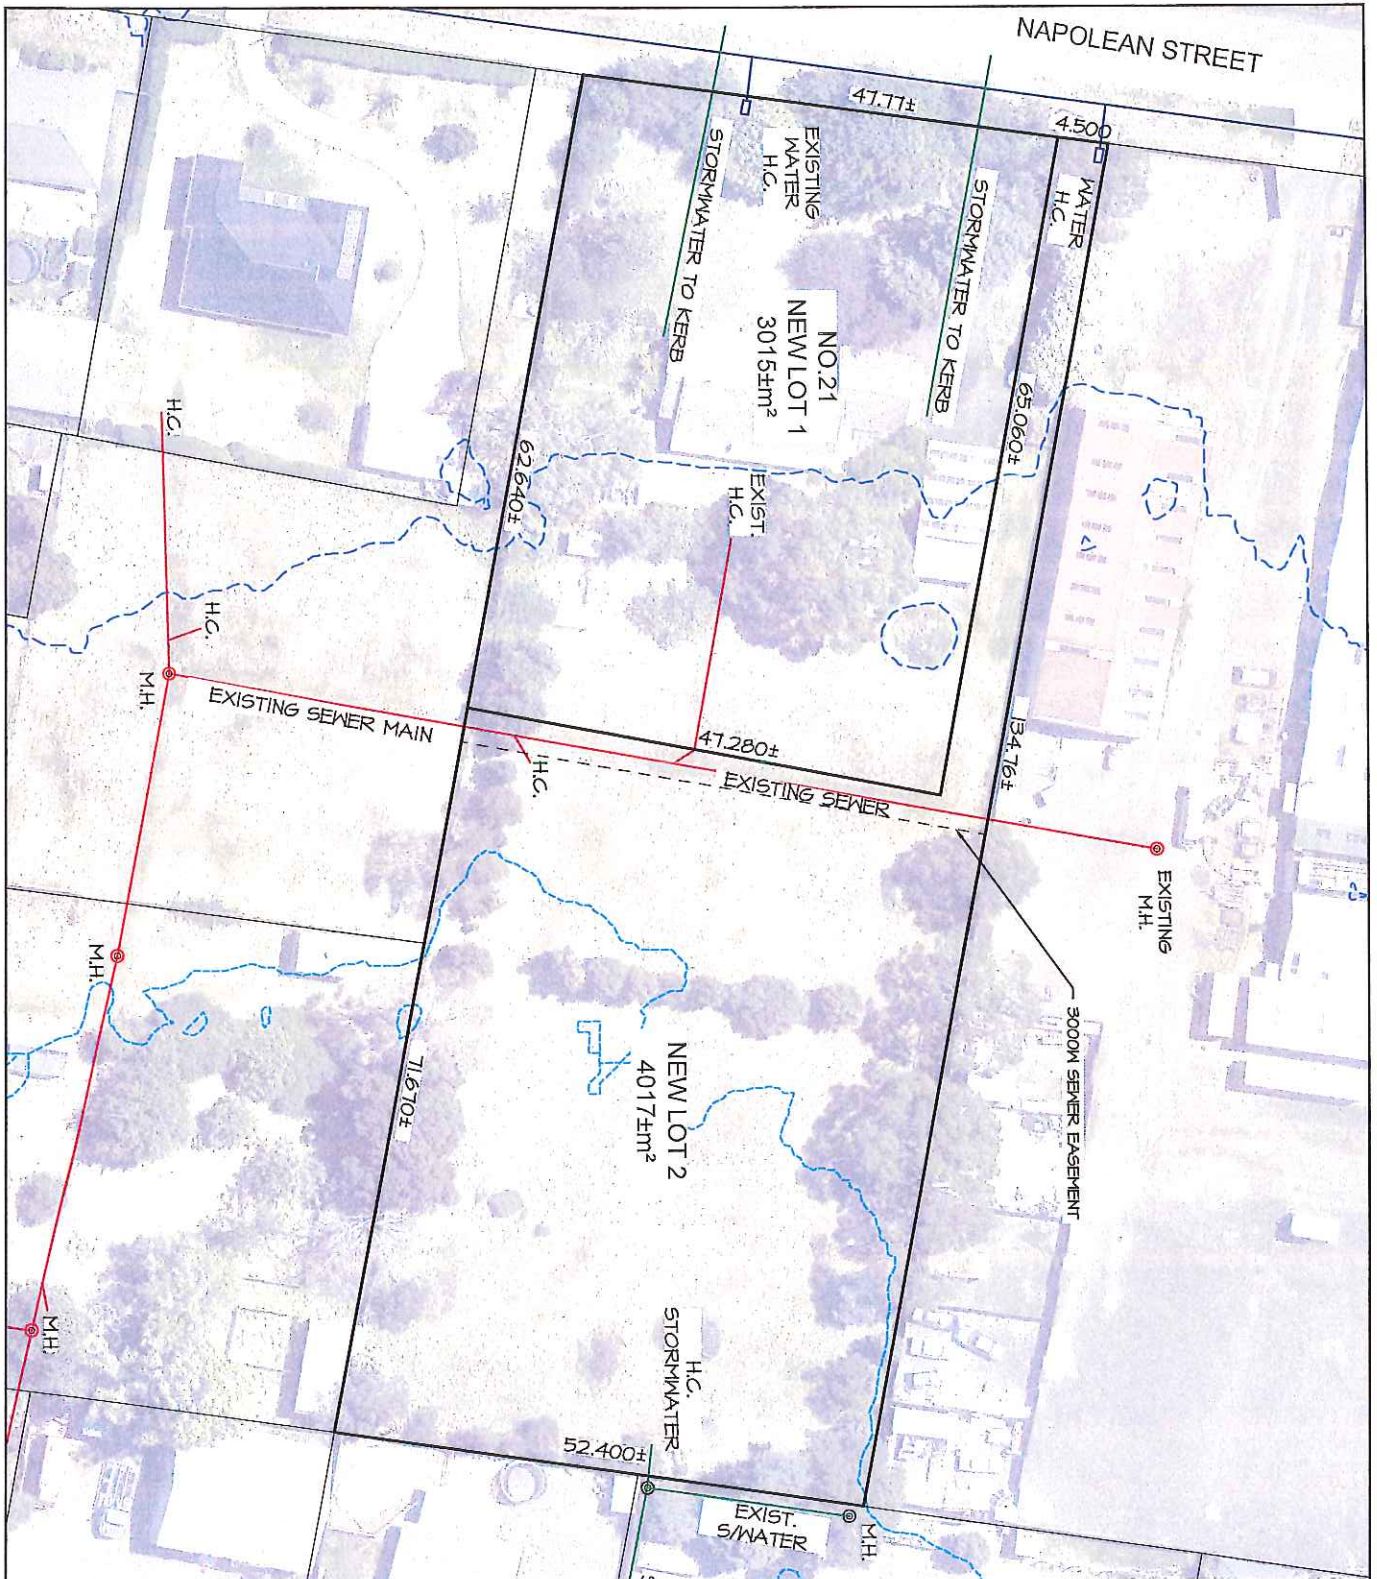 NAPOLEAN STREET
47.77±
4.500
EXISTING
WATER
H.C.
WATER
H.C.
STORMWATER TO KERB
STORMWATER TO KERB
NO.21
NEW LOT 1
3015±m²
65.060±
H.C.
62.640±
EXIST.
H.C.
H.C.
M.H.
EXISTING SEWER MAIN
134.76±
47.280±
H.C.
EXISTING SEWER
EXISTING
M.H.
M.H.
3000W SEWER EASEMENT
NEW LOT 2
4017±m²
71.670±
M.H.
H.C.
STORMWATER
52.400±
EXIST.
S/WATER
M.H.